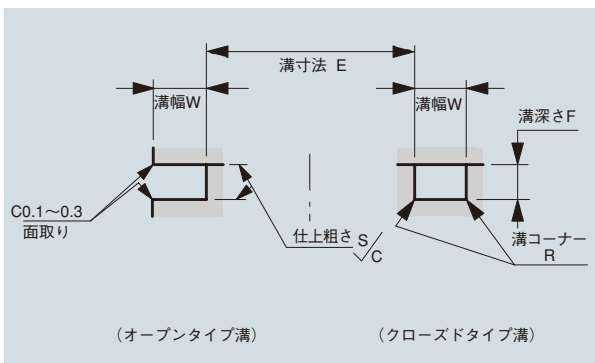 溝寸法 E
溝幅W
溝幅W
溝深さF
C0.1～0.3
面取り
仕上粗さ S
C
溝コーナー
R
（オープンタイプ溝）
（クローズドタイプ溝）